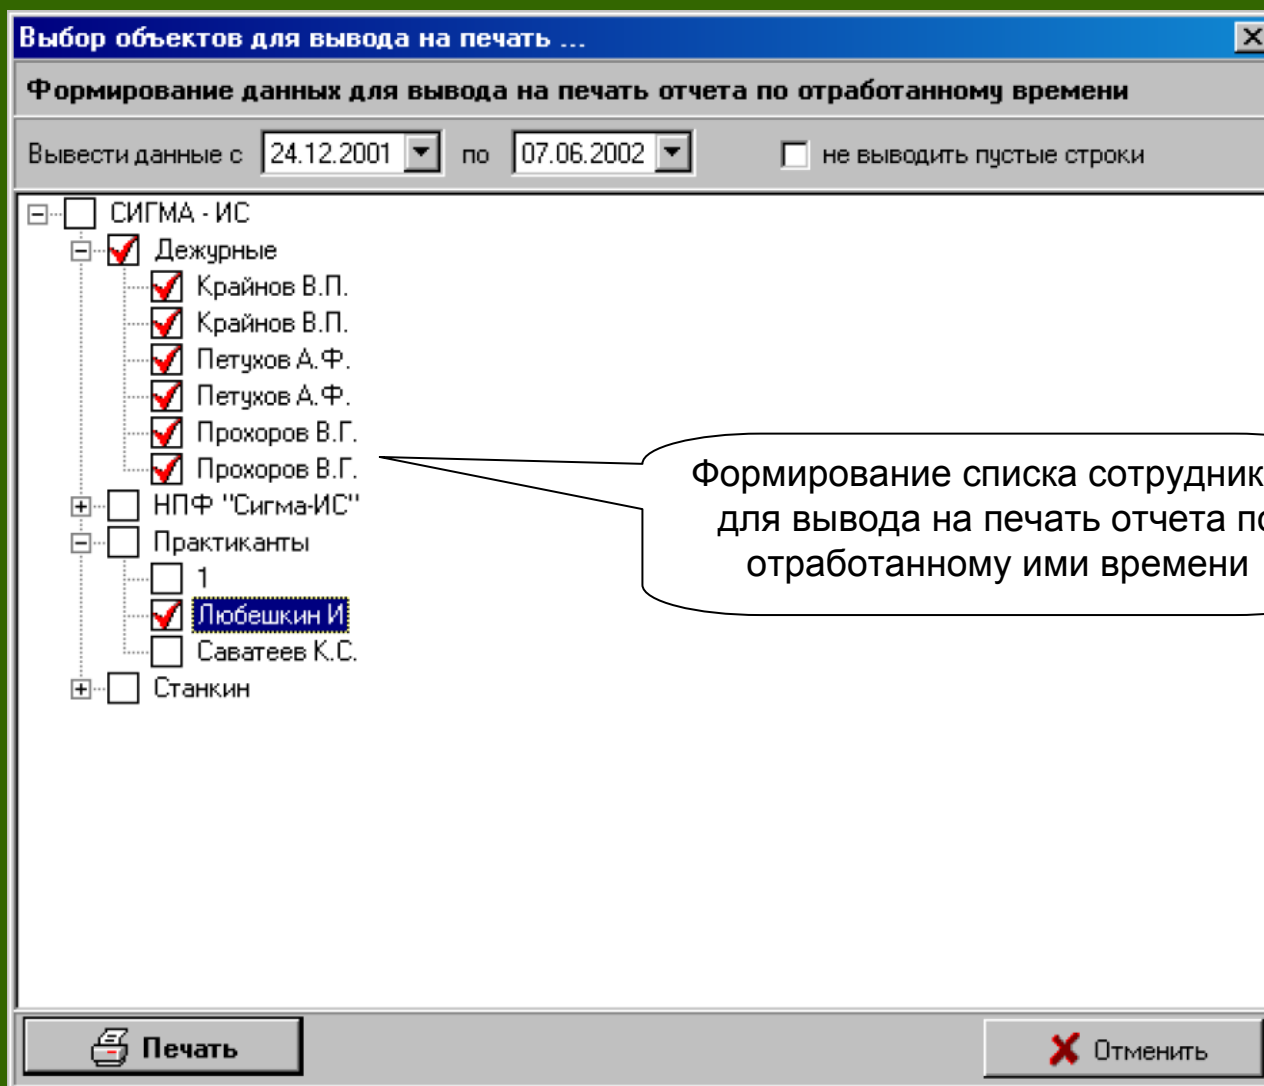 Выбор объектов для вывода на печать ...
Формирование данных для вывода на печать отчета по отработанному времени
Вывести данные с 24.12.2001 по 07.06.2002 не выводить пустые строки
СИГМА - ИС
Дежурные
Крайнов В.П.
Крайнов В.П.
Петухов А.Ф.
Петухов А.Ф.
Прохоров В.Г.
Прохоров В.Г.
НПФ "Сигма-ИС"
Практиканты
1
Любешкин И
Саватеев К.С.
Станкин
Формирование списка сотрудник
для вывода на печать отчета по
отработанному ими времени
Печать
Отменить